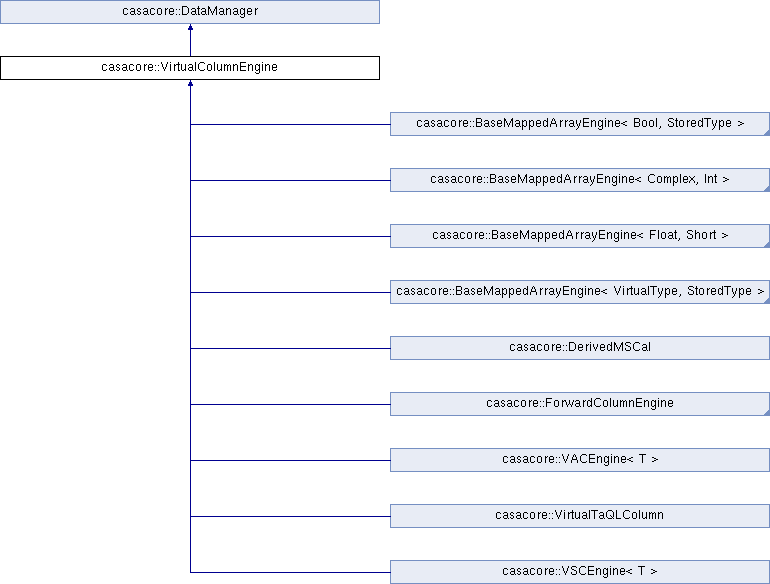 casacore::DataManager
casacore::VirtualColumnEngine
casacore::BaseMappedArrayEngine< Bool, StoredType >
casacore::BaseMappedArrayEngine< Complex, Int >
casacore::BaseMappedArrayEngine< Float, Short >
casacore::BaseMappedArrayEngine< VirtualType, StoredType >
casacore::DerivedMSCal
casacore::ForwardColumnEngine
casacore::VACEngine< T >
casacore::VirtualTaQLColumn
casacore::VSCEngine< T >